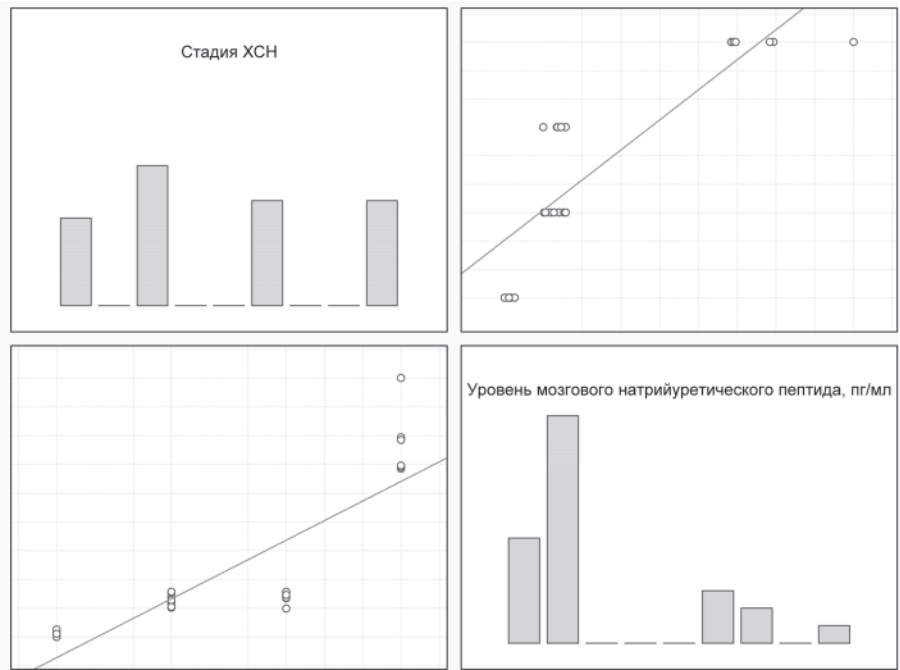 Стадия ХСН
Уровень мозгового натрийуретического пептида, пг/мл